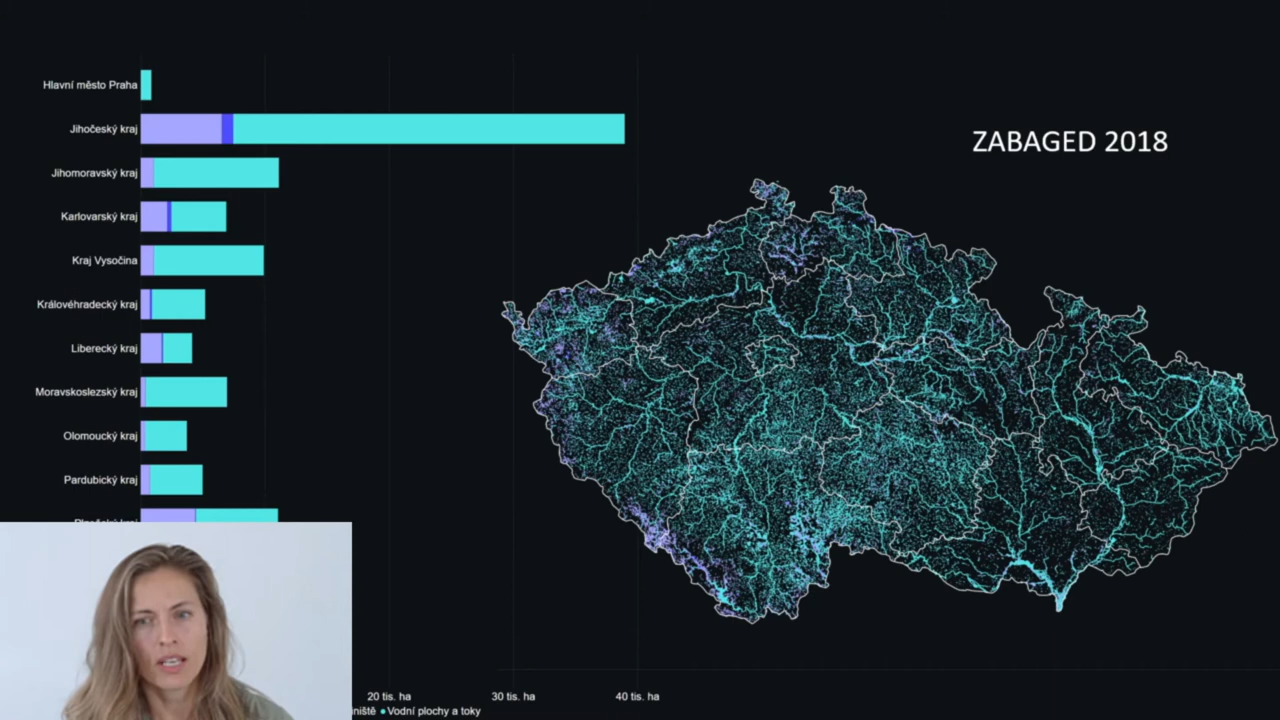 Hlavní město Praha
Jihočeský kraj
Jihomoravský kraj
Karlovarský kraj
Kraj Vysočina
Královéhradecký kraj
Liberecký kraj
Moravskoslezský kraj
Olomoucký kraj
Pardubický kraj
ZABAGED 2018
20 tis. ha
30 tis. ha
40 tis. ha
Vodní plochy a toky